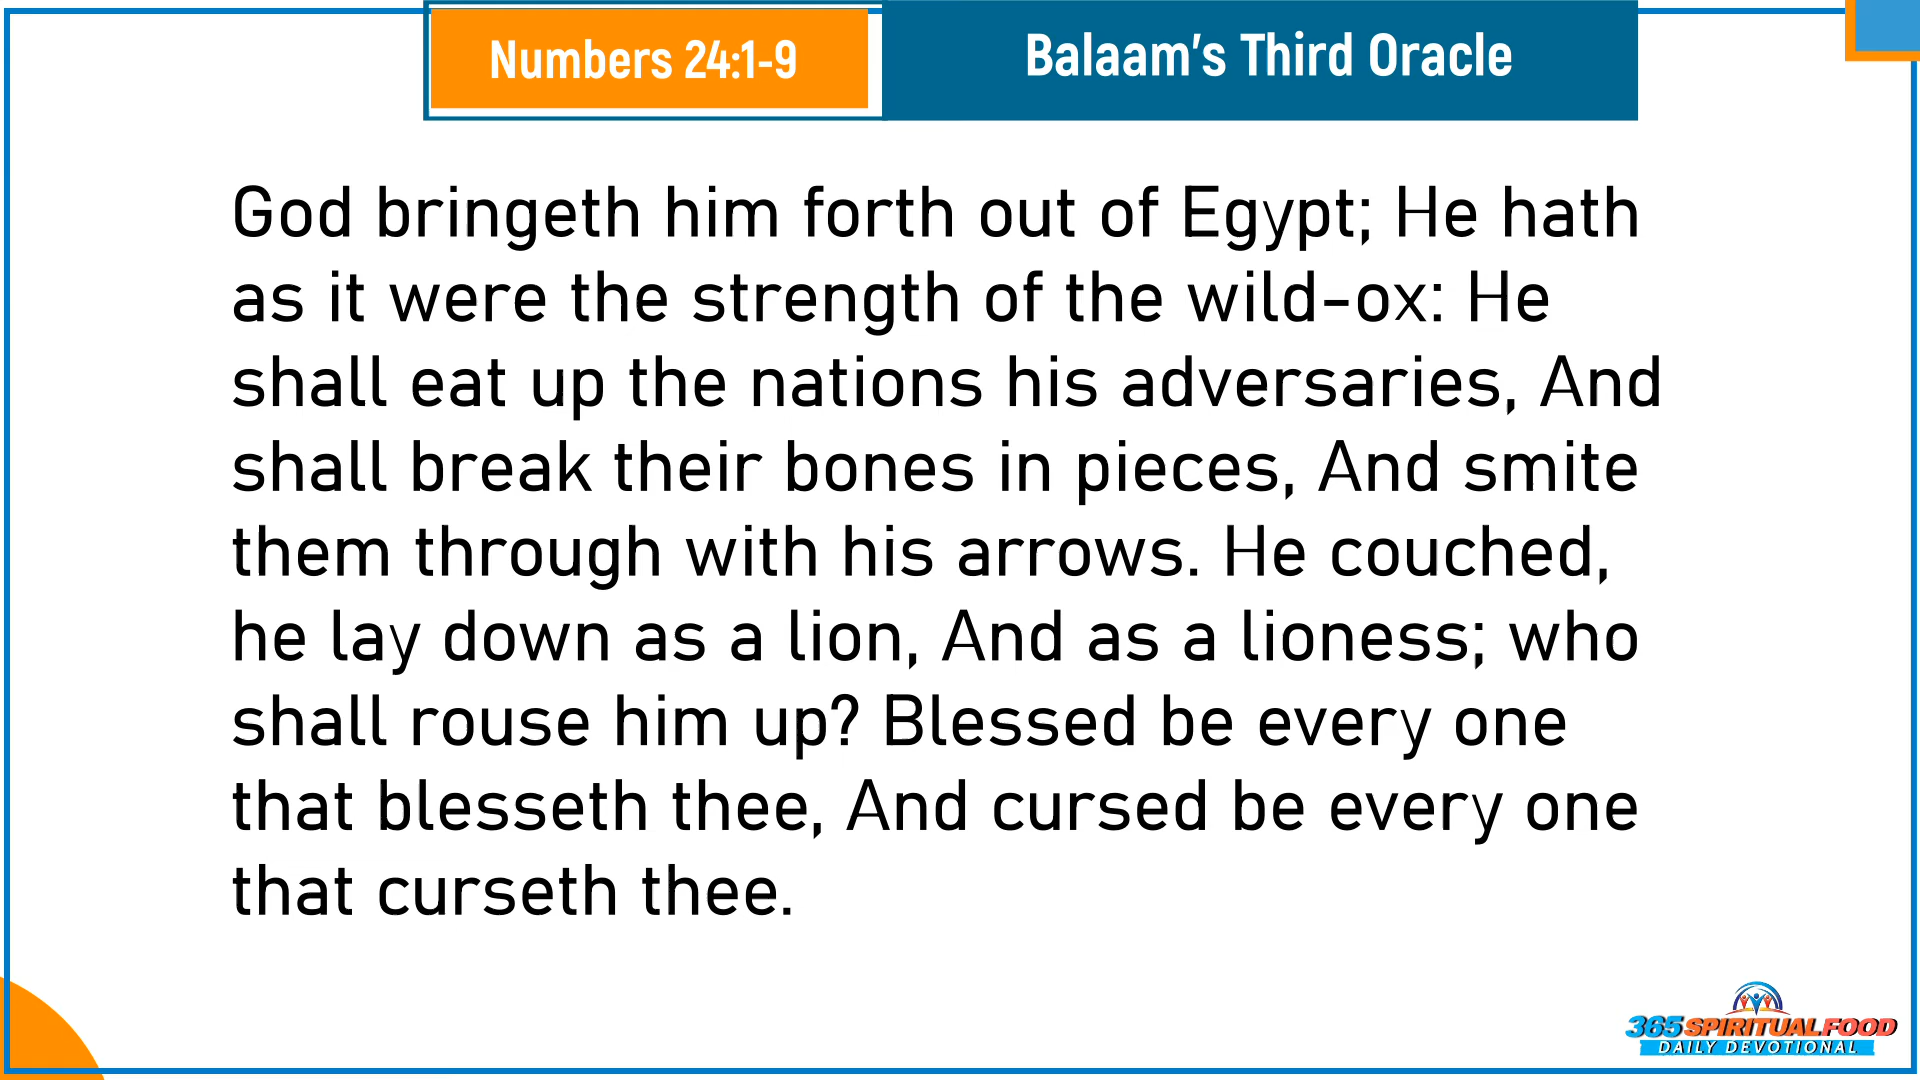 Numbers 24:1-9
Balaam's Third Oracle
God bringeth him forth out of Egypt; He hath
as it were the strength of the wild-ox: He
shall eat up the nations his adversaries, And
shall break their bones in pieces, And smite
them through with his arrows. He couched,
he lay down as a lion, And as a lioness; who
shall rouse him up? Blessed be every one
that blesseth thee, And cursed be every one
that curseth thee.
365 SPIRITUAL FOOD
DAILY DEVOTIONAL